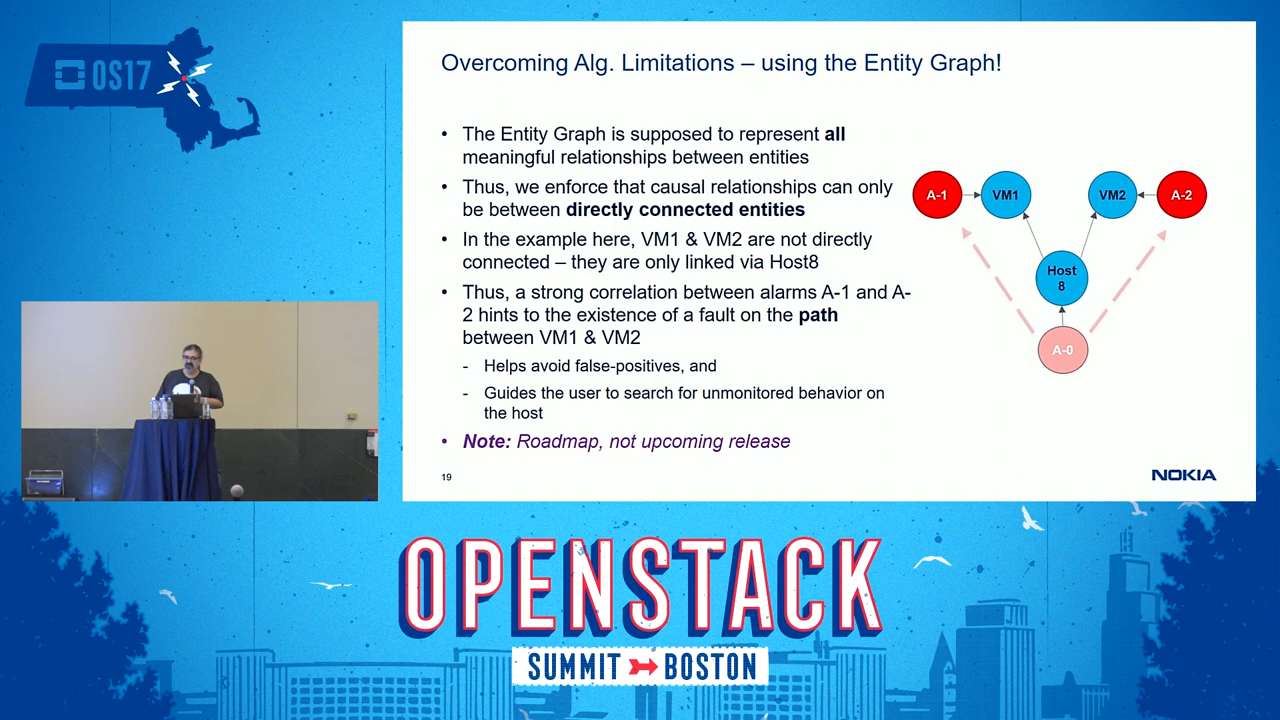 OS17
Overcoming Alg. Limitations – using the Entity Graph!
• The Entity Graph is supposed to represent all
meaningful relationships between entities
• Thus, we enforce that causal relationships can only
be between directly connected entities
• In the example here, VM1 & VM2 are not directly
connected – they are only linked via Host8
• Thus, a strong correlation between alarms A-1 and A-
2 hints to the existence of a fault on the path
between VM1 & VM2
- Helps avoid false-positives, and
- Guides the user to search for unmonitored behavior on
the host
• Note: Roadmap, not upcoming release
A-1
VM1
VM2
A-2
Host
8
A-0
19
NOKIA
OPENSTACK
SUMMIT BOSTON